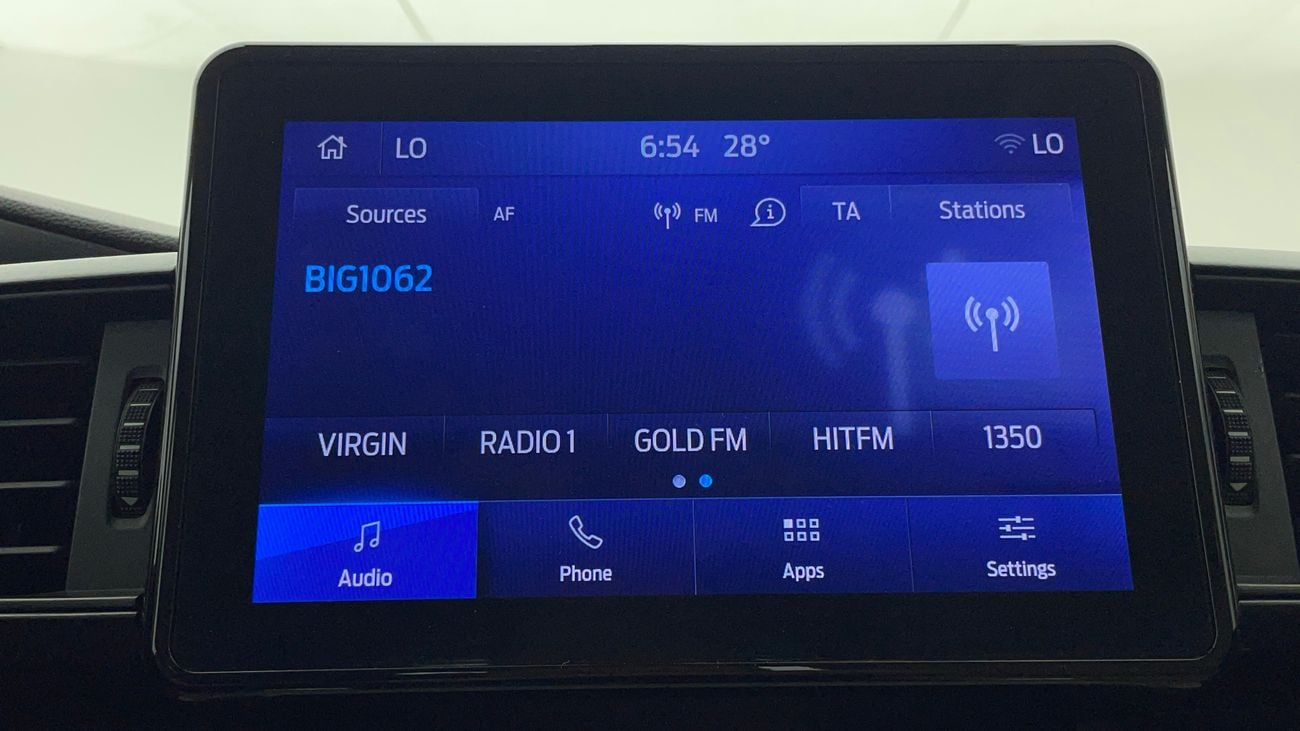 LO 6:54 28° LO
Sources AF FM i TA Stations
BIG1062
VIRGIN RADIO 1 GOLD FM HITFM 1350
Audio Phone Apps Settings